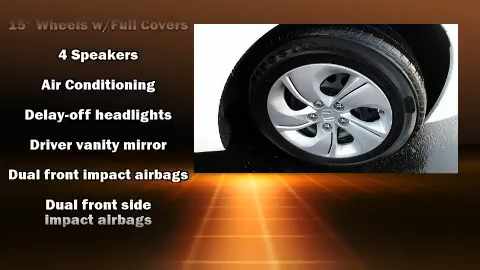 15" Wheels w/Full Covers
4 Speakers
Air Conditioning
Delay-off headlights
Driver vanity mirror
Dual front impact airbags
Dual front side
impact airbags